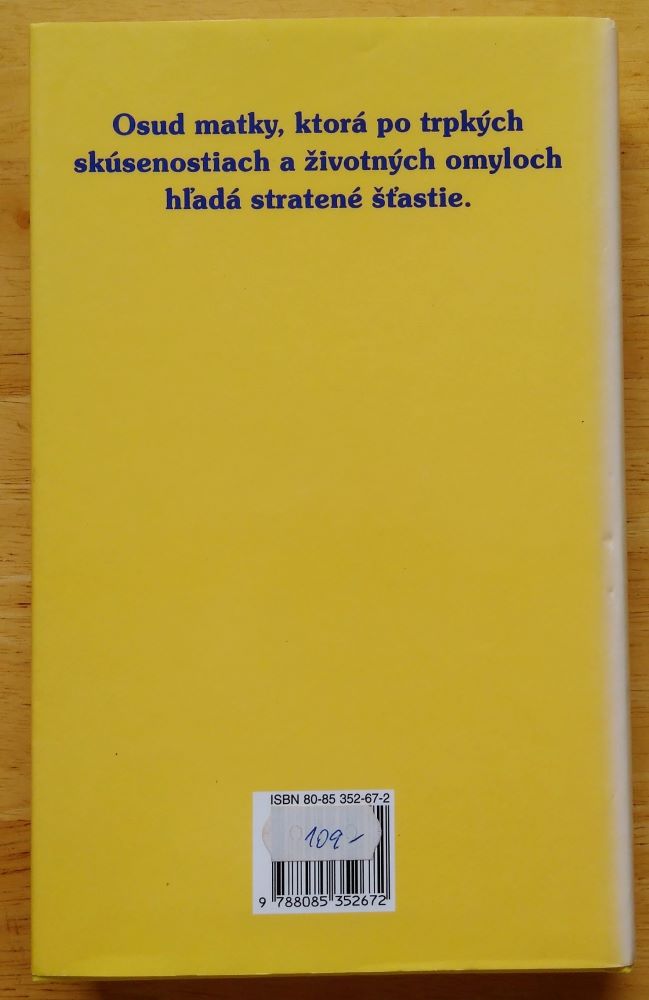 Osud matky, ktorá po trpkých
skúsenostiach a životných omyloch
hľadá stratené šťastie.
ISBN 80-85 352-67-2
109,-
9 788085 352672